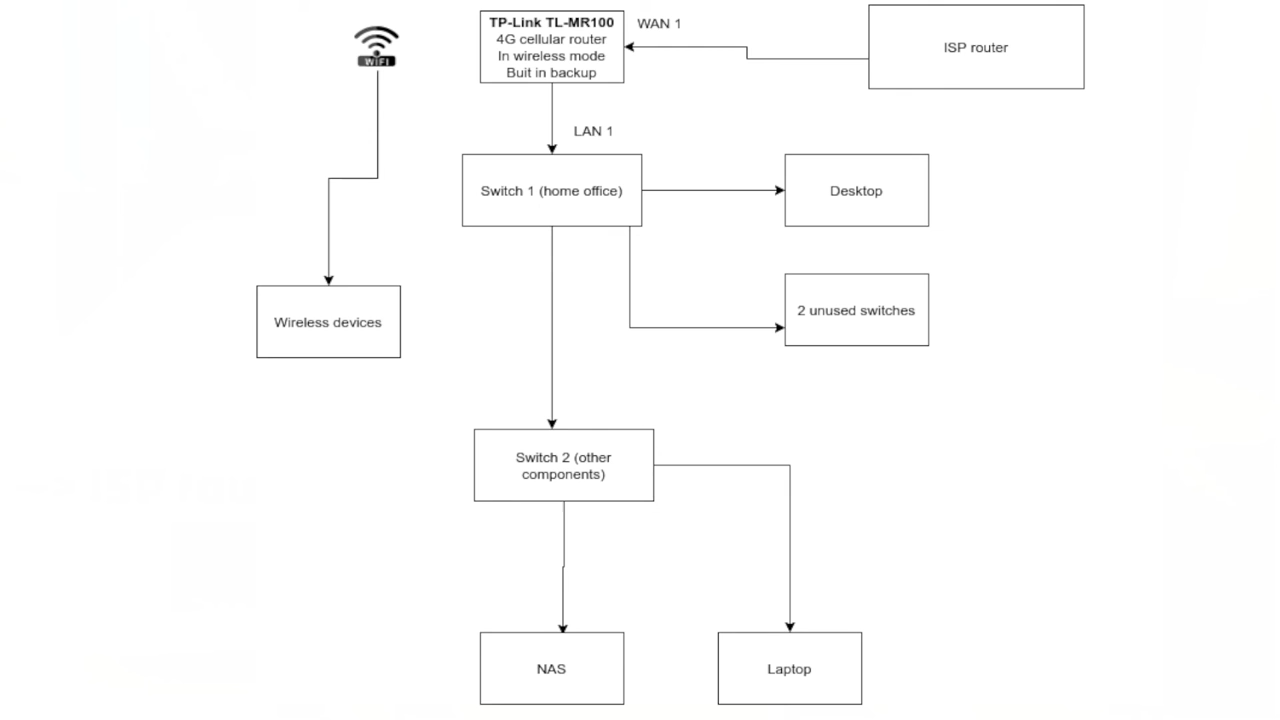 TP-Link TL-MR100
4G cellular router
In wireless mode
Buit in backup
WAN 1
ISP router
WIFI
LAN 1
Switch 1 (home office)
Desktop
2 unused switches
Wireless devices
Switch 2 (other
components)
NAS
Laptop